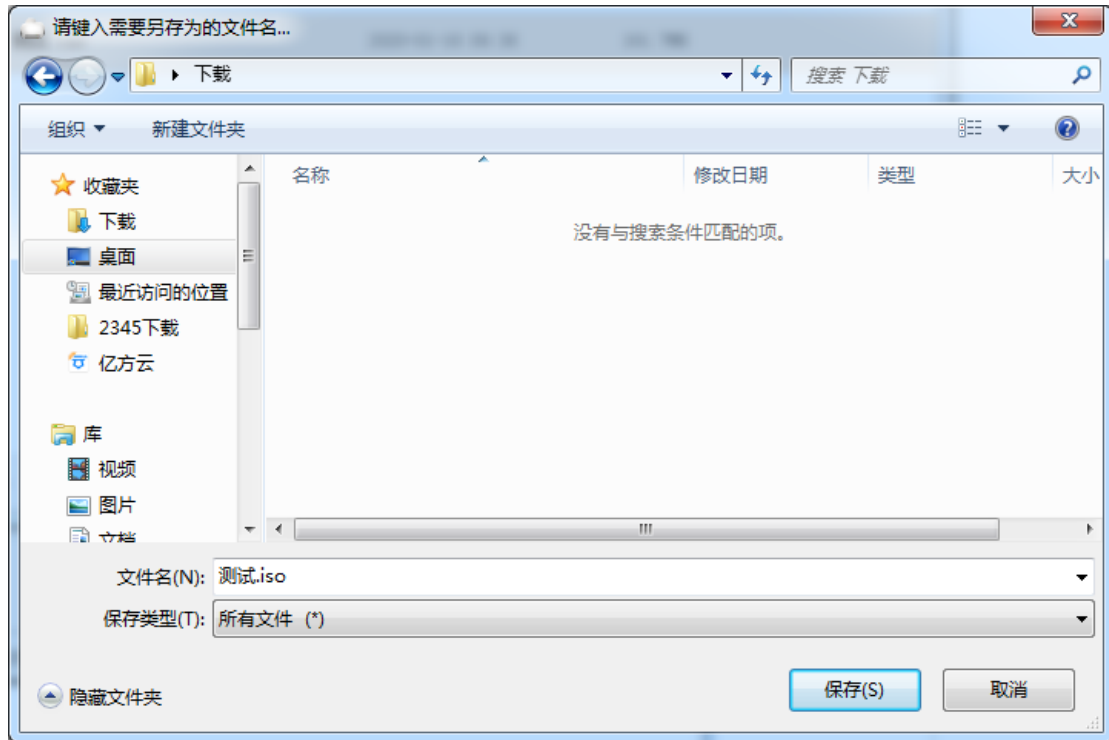 请键入需要另存为的文件名...
下载
搜索 下载
组织 新建文件夹
名称 修改日期 类型 大小
没有与搜索条件匹配的项。
收藏夹
下载
桌面
最近访问的位置
2345下载
亿方云
库
视频
图片
文档
文件名(N): 测试.iso
保存类型(T): 所有文件 (*)
隐藏文件夹 保存(S) 取消